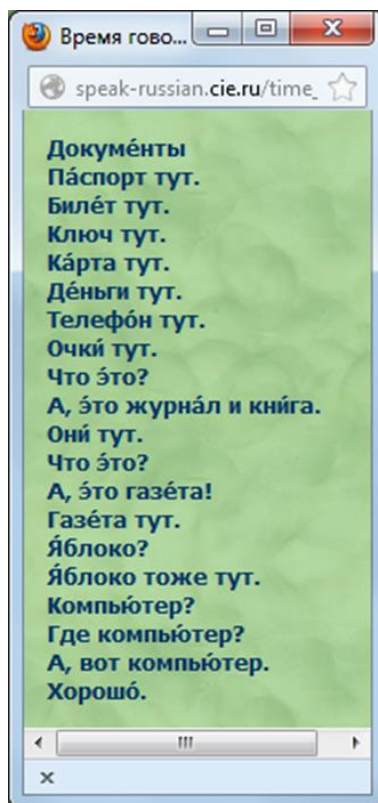 Время гово...
speak-russian.cie.ru/time_
Докуме́нты
Па́спорт тут.
Биле́т тут.
Ключ тут.
Ка́рта тут.
Де́ньги тут.
Телефо́н тут.
Очки́ тут.
Что э́то?
А, э́то журна́л и кни́га.
Они́ тут.
Что э́то?
А, э́то газе́та!
Газе́та тут.
Я́блоко?
Я́блоко тоже тут.
Компью́тер?
Где компью́тер?
А, вот компью́тер.
Хорошо́.